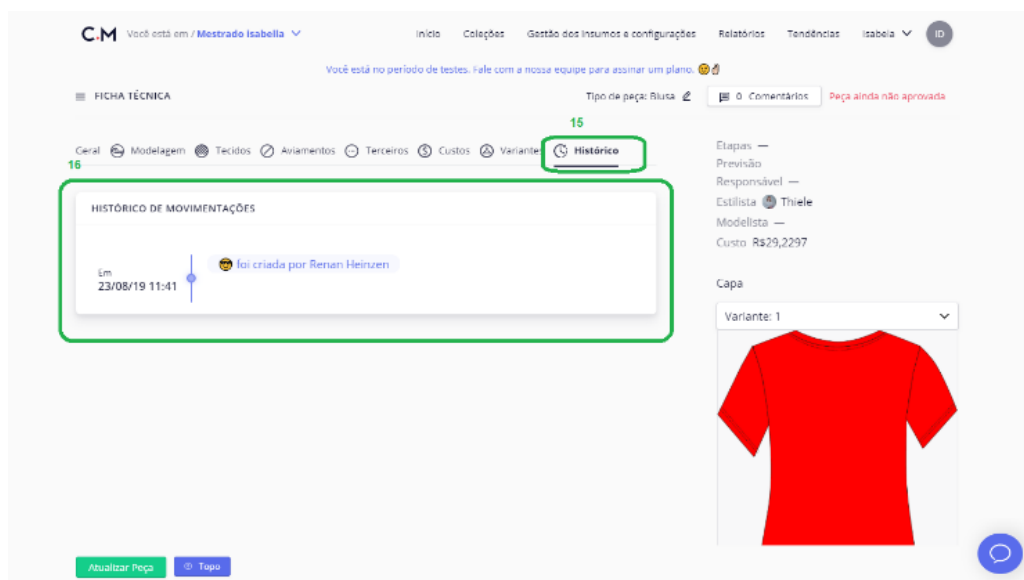 C.M Você está em / Mestrado Isabella Início Coleções Gestão dos insumos e configurações Relatórios Tendências Isabela ID
Você está no período de testes. Fale com a nossa equipe para assinar um plano.
FICHA TÉCNICA Tipo de peça: Blusa 0 Comentários Peça ainda não aprovada
15
Geral Modelagem Tecidos Aviamentos Terceiros Custos Variantes Histórico
16
HISTÓRICO DE MOVIMENTAÇÕES
Em
23/08/19 11:41
foi criada por Renan Heinzen
Etapas —
Previsão
Responsável —
Estilista Thiele
Modelista —
Custo R$29,2297
Capa
Variante: 1
Atualizar Peça Topo